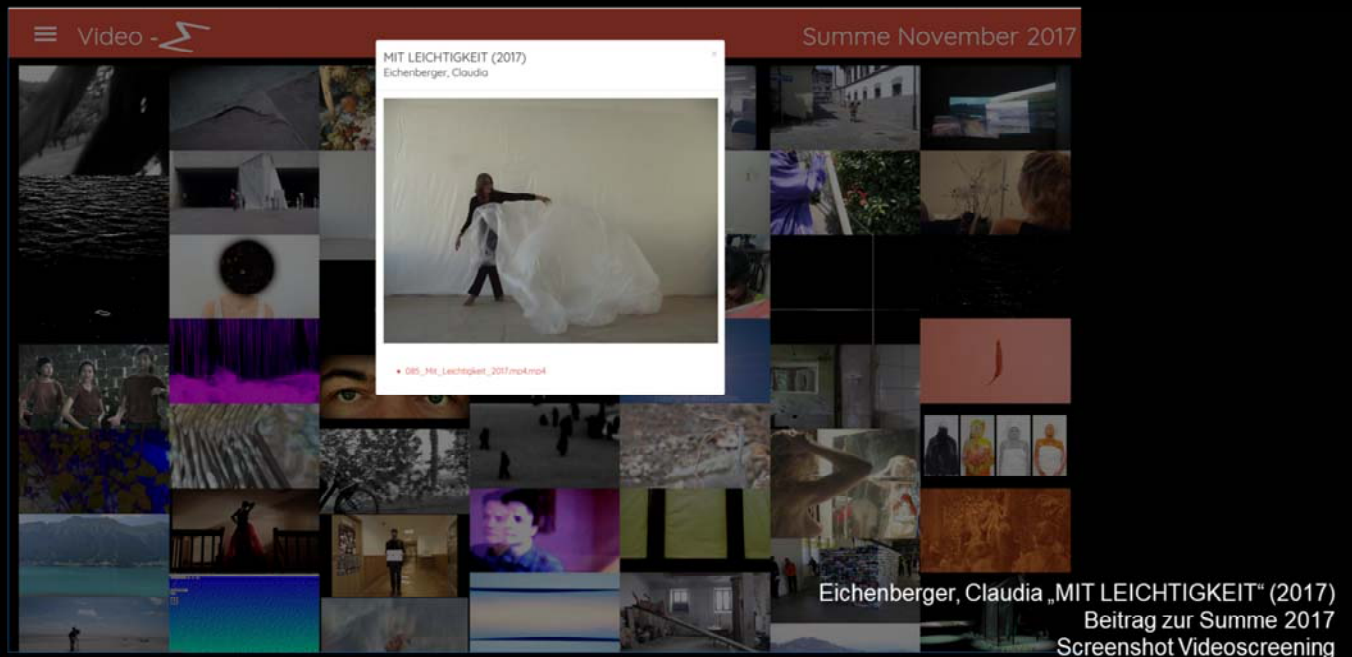 Video -
Summe November 2017
MIT LEICHTIGKEIT (2017)
×
Eichenberger, Claudia
• 085_Mit_Leichtigkeit_2017.mp4.mp4
Eichenberger, Claudia „MIT LEICHTIGKEIT“ (2017)
Beitrag zur Summe 2017
Screenshot Videoscreening